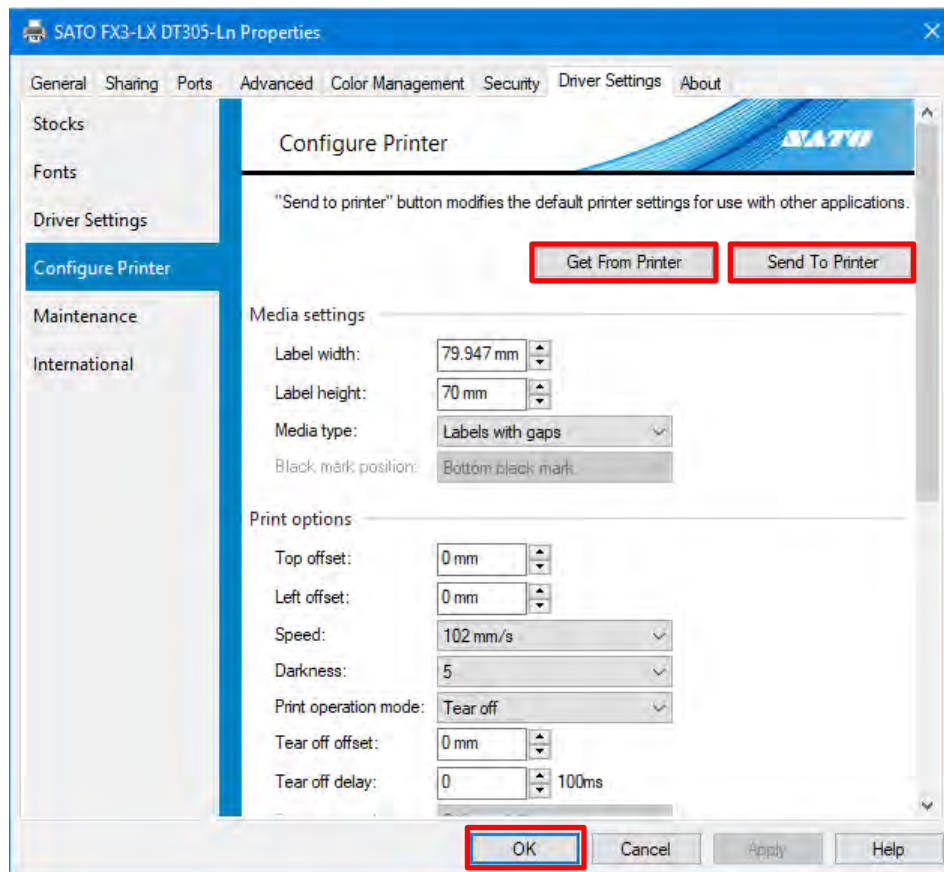 SATO FX3-LX DT305-Ln Properties
General Sharing Ports Advanced Color Management Security Driver Settings About
Stocks
Fonts
Driver Settings
Configure Printer
Maintenance
International
Configure Printer
SATO
"Send to printer" button modifies the default printer settings for use with other applications.
Get From Printer Send To Printer
Media settings
Label width: 79.947 mm
Label height: 70 mm
Media type: Labels with gaps
Black mark position: Bottom black mark
Print options
Top offset: 0 mm
Left offset: 0 mm
Speed: 102 mm/s
Darkness: 5
Print operation mode: Tear off
Tear off offset: 0 mm
Tear off delay: 0 100ms
OK Cancel Apply Help